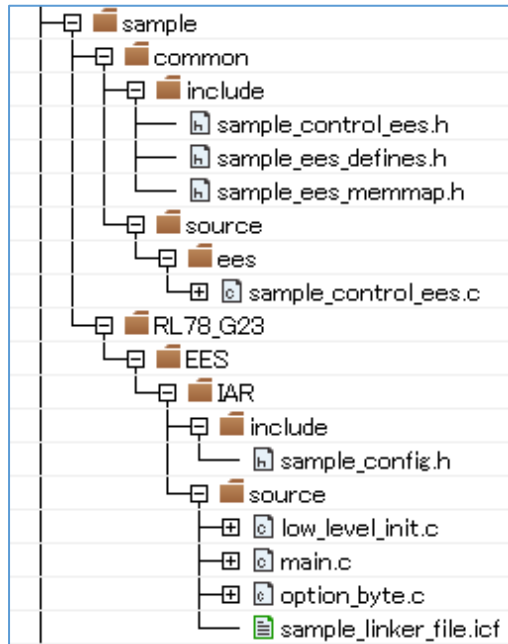 sample
common
include
sample_control_ees.h
sample_ees_defines.h
sample_ees_memmap.h
source
ees
sample_control_ees.c
RL78_G23
EES
IAR
include
sample_config.h
source
low_level_init.c
main.c
option_byte.c
sample_linker_file.icf